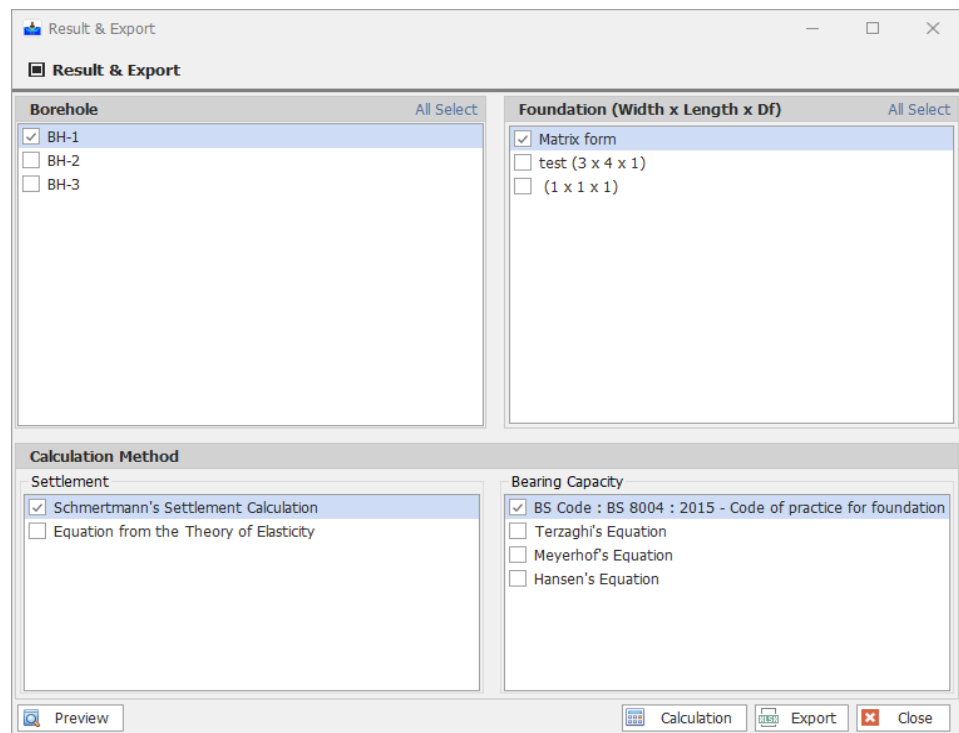 Result & Export
Result & Export
Borehole All Select
BH-1
BH-2
BH-3
Foundation (Width x Length x Df) All Select
Matrix form
test (3 x 4 x 1)
(1 x 1 x 1)
Calculation Method
Settlement
Schmertmann's Settlement Calculation
Equation from the Theory of Elasticity
Bearing Capacity
BS Code : BS 8004 : 2015 - Code of practice for foundation
Terzaghi's Equation
Meyerhof's Equation
Hansen's Equation
Preview Calculation XLSX Export Close